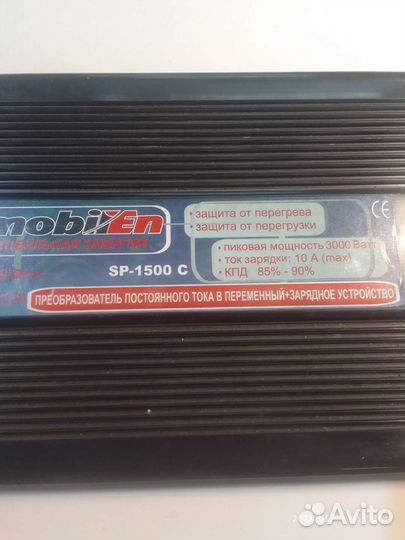 mobilEn
• защита от перегрева
• защита от перегрузки
CE
МОБИЛЬНАЯ ЭНЕРГИЯ
• пиковая мощность 3000 Ватт
• ток зарядки: 10 А (max)
SP-1500 C
• КПД 85% - 90%
ПРЕОБРАЗОВАТЕЛЬ ПОСТОЯННОГО ТОКА В ПЕРЕМЕННЫЙ+ЗАРЯДНОЕ УСТРОЙСТВО
Avito